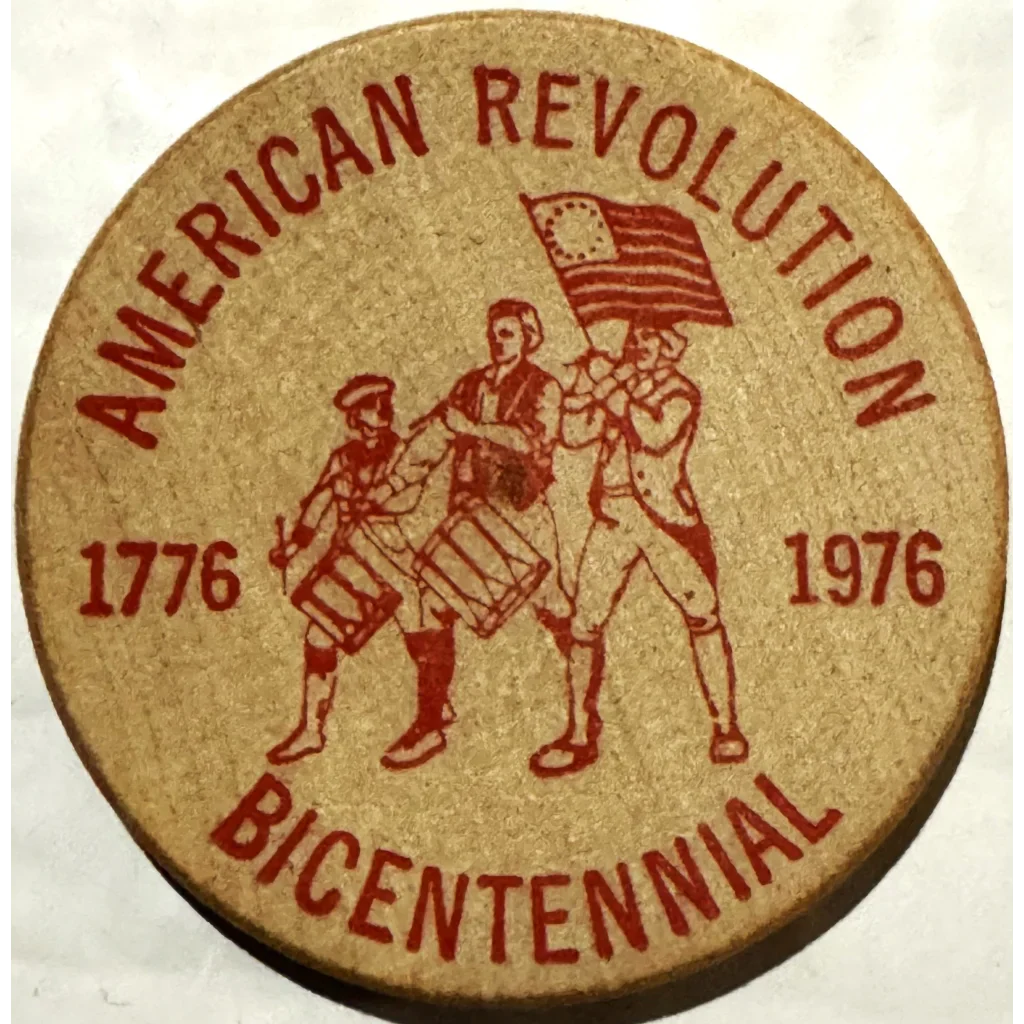 AMERICAN REVOLUTION
1776
1976
BICENTENNIAL